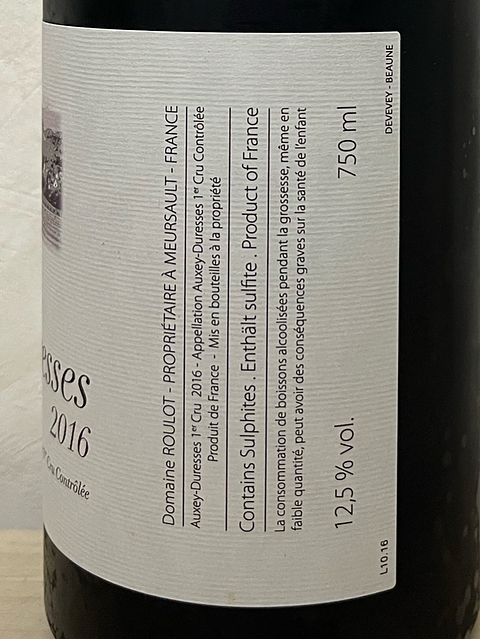 esses
2016
1er Cru Contrôlée
Domaine ROULOT - PROPRIÉTAIRE À MEURSAULT - FRANCE
Auxey-Duresses 1er Cru 2016 - Appellation Auxey-Duresses 1er Cru Contrôlée
Produit de France - Mis en bouteilles à la propriété
Contains Sulphites . Enthält sulfite . Product of France
La consommation de boissons alcoolisées pendant la grossesse, même en
faible quantité, peut avoir des conséquences graves sur la santé de l'enfant
12,5 % vol. 750 ml
L10.16 DEVEVEY - BEAUNE